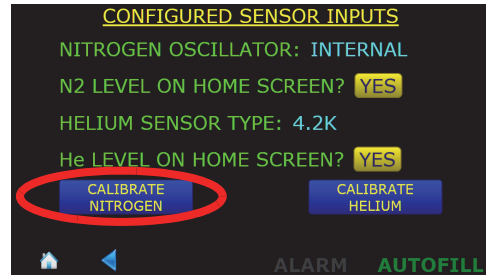 CONFIGURED SENSOR INPUTS
NITROGEN OSCILLATOR: INTERNAL
N2 LEVEL ON HOME SCREEN? YES
HELIUM SENSOR TYPE: 4.2K
He LEVEL ON HOME SCREEN? YES
CALIBRATE
NITROGEN
CALIBRATE
HELIUM
ALARM AUTOFILL